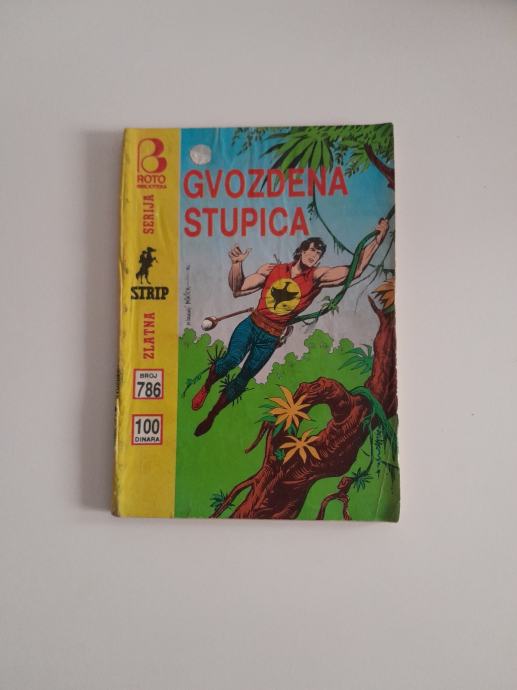 ROTO
BIBLIOTEKA
ZLATNA STRIP SERIJA
BROJ
786
100
DINARA
GVOZDENA
STUPICA